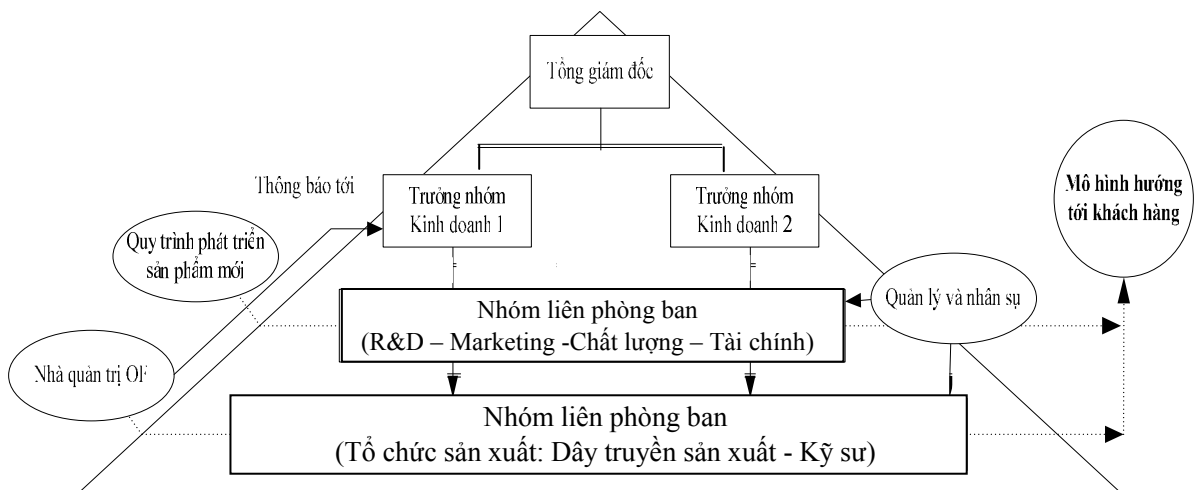 Tổng giám đốc
Thông báo tới
Trưởng nhóm
Kinh doanh 1
Trưởng nhóm
Kinh doanh 2
Mô hình hướng
tới khách hàng
Quy trình phát triển
sản phẩm mới
Nhóm liên phòng ban
(R&D – Marketing -Chất lượng – Tài chính)
Quản lý và nhân sự
Nhà quản trị
Nhóm liên phòng ban
(Tổ chức sản xuất: Dây truyền sản xuất - Kỹ sư)